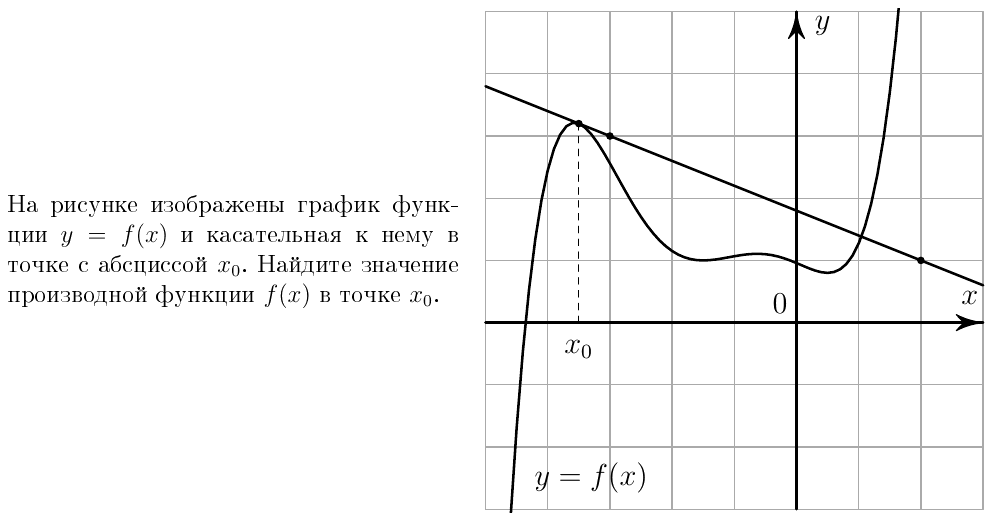 На рисунке изображены график функ-
ции y = f(x) и касательная к нему в
точке с абсциссой x₀. Найдите значение
производной функции f(x) в точке x₀.
y
x
0
x₀
y = f(x)